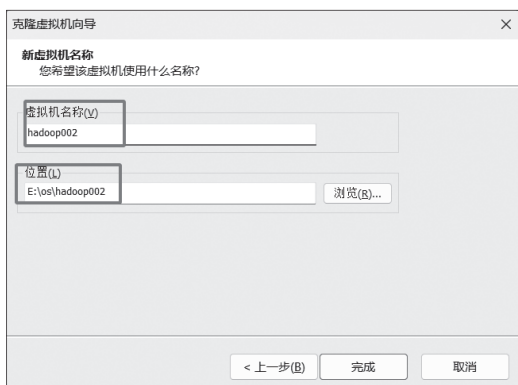 克隆虚拟机向导
新虚拟机名称
您希望该虚拟机使用什么名称?
虚拟机名称(V)
hadoop002
位置(L)
E:\os\hadoop002
浏览(R)...
< 上一步(B)
完成
取消